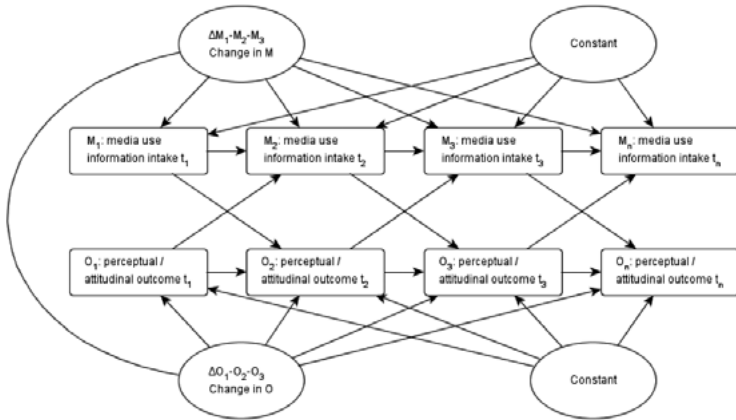 ΔM₁-M₂-M₃
Change in M
Constant
M₁: media use
information intake t₁
M₂: media use
information intake t₂
M₃: media use
information intake t₃
Mₙ: media use
information intake tₙ
O₁: perceptual /
attitudinal outcome t₁
O₂: perceptual /
attitudinal outcome t₂
O₃: perceptual /
attitudinal outcome t₃
Oₙ: perceptual /
attitudinal outcome tₙ
ΔO₁-O₂-O₃
Change in O
Constant